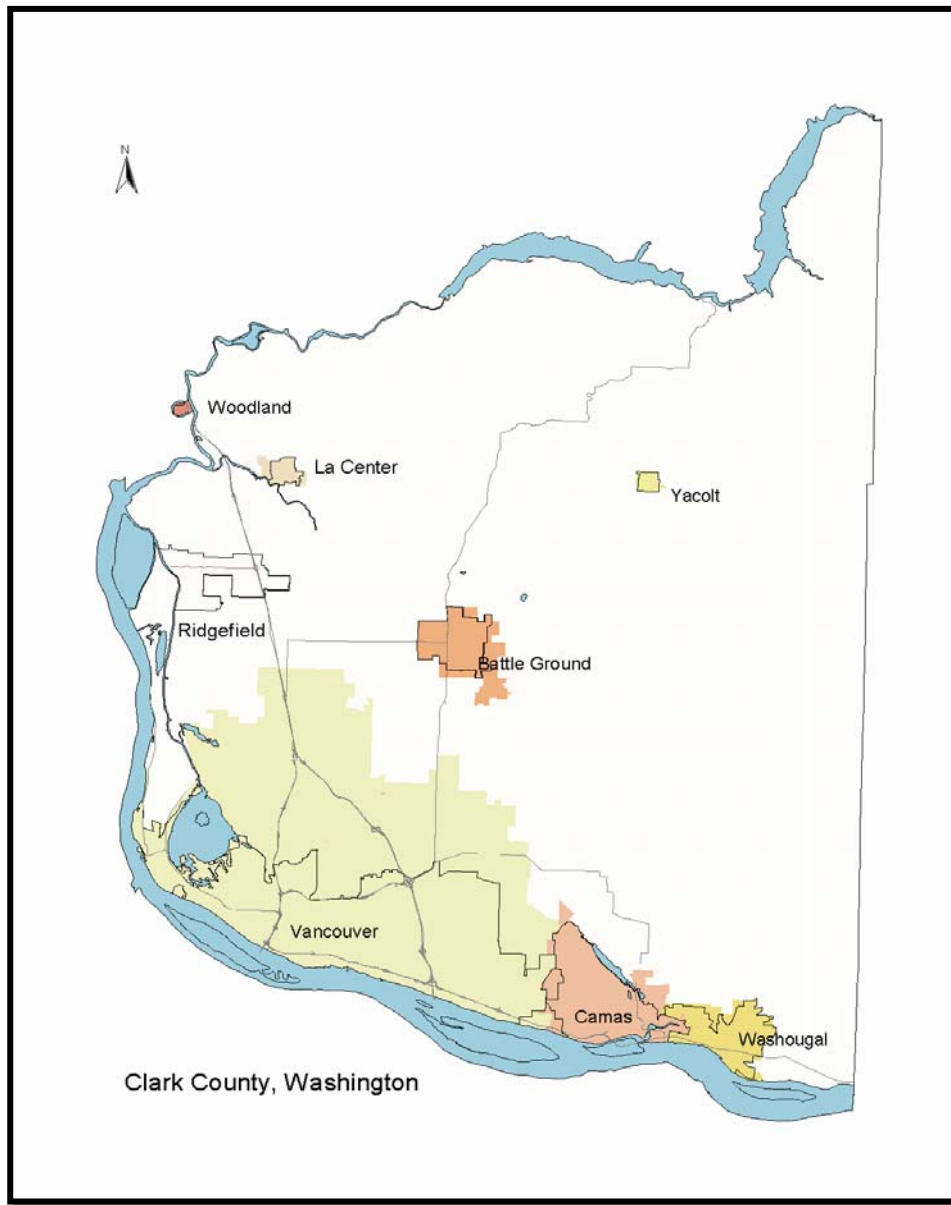 N
Woodland
La Center
Yacolt
Ridgefield
Battle Ground
Vancouver
Camas
Washougal
Clark County, Washington